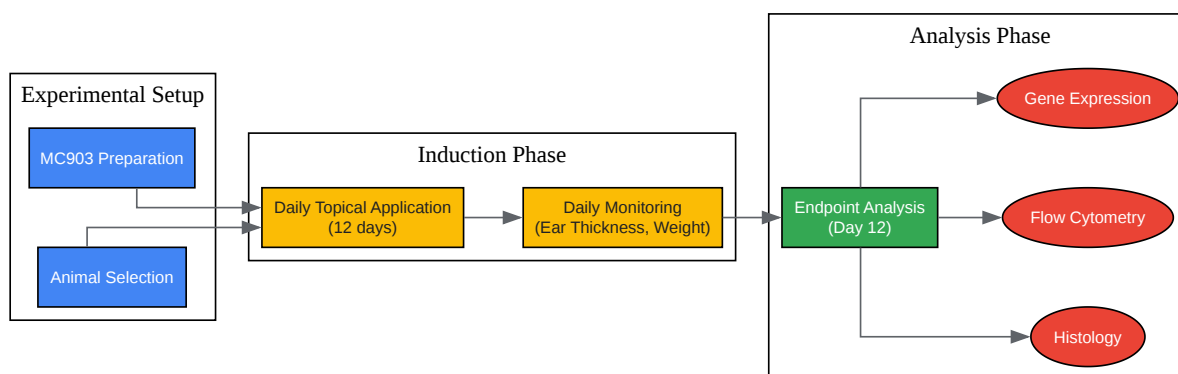 Experimental Setup
MC903 Preparation
Animal Selection
Induction Phase
Daily Topical Application
(12 days)
Daily Monitoring
(Ear Thickness, Weight)
Analysis Phase
Endpoint Analysis
(Day 12)
Gene Expression
Flow Cytometry
Histology